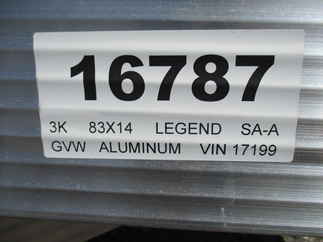 16787
3K 83X14 LEGEND SA-A
GVW ALUMINUM VIN 17199